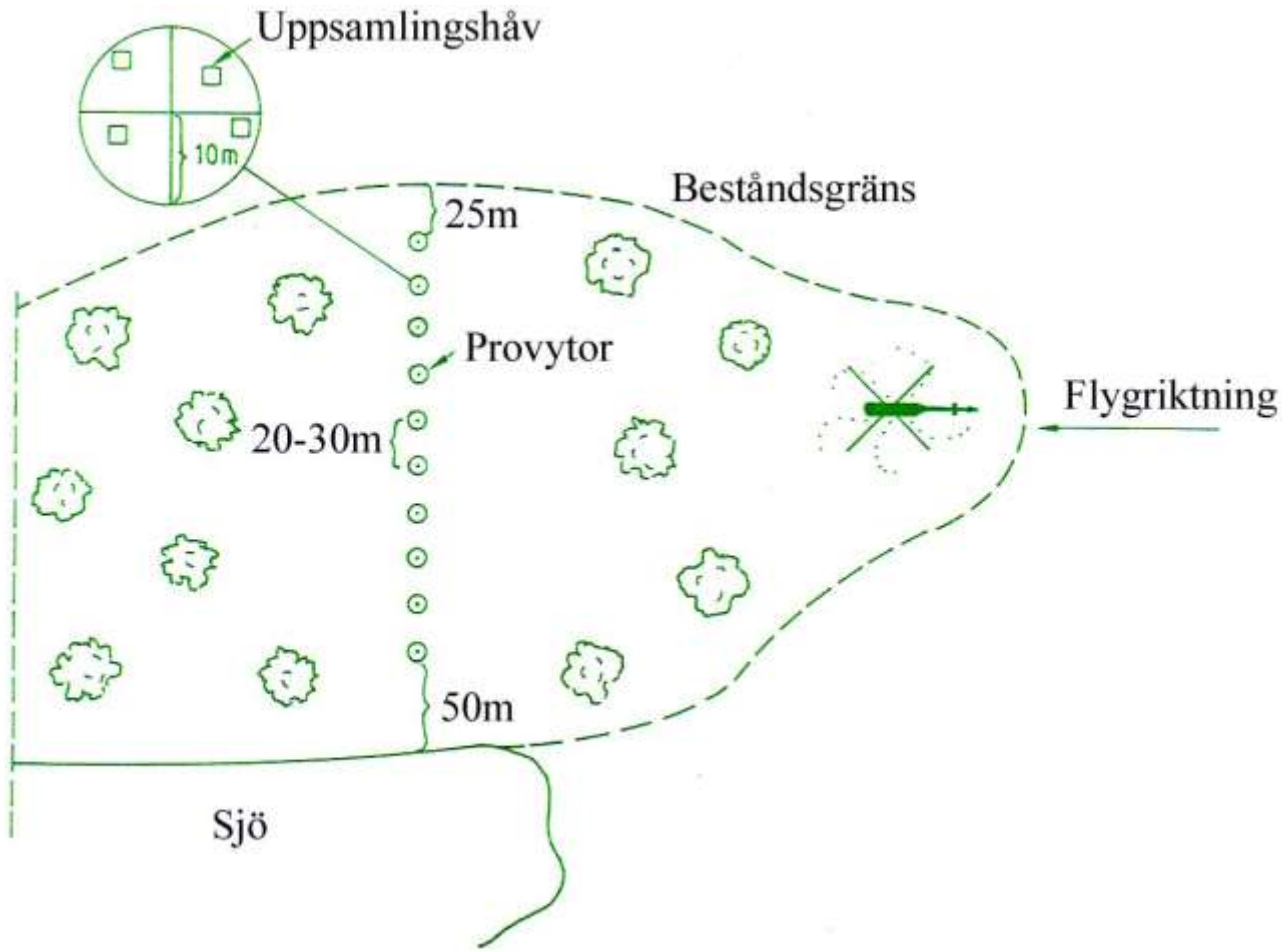 Uppsamlingshåv
10m
Beståndsgräns
25m
Provytor
Flygriktning
20-30m
50m
Sjö